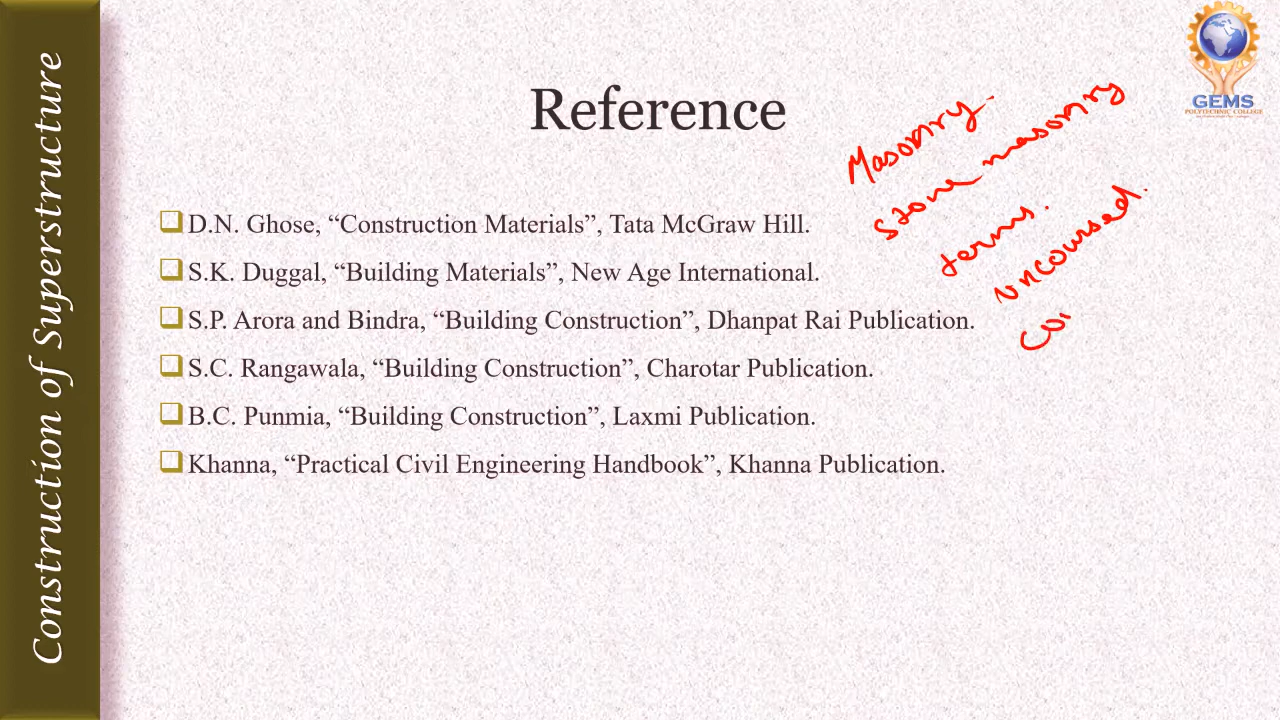 Construction of Superstructure
GEMS
POLYTECHNIC COLLEGE
Reference
Masonry.
Stone masonry
terms.
uncoursed.
D.N. Ghose, “Construction Materials”, Tata McGraw Hill.
S.K. Duggal, “Building Materials”, New Age International.
S.P. Arora and Bindra, “Building Construction”, Dhanpat Rai Publication.
S.C. Rangawala, “Building Construction”, Charotar Publication.
B.C. Punmia, “Building Construction”, Laxmi Publication.
Khanna, “Practical Civil Engineering Handbook”, Khanna Publication.